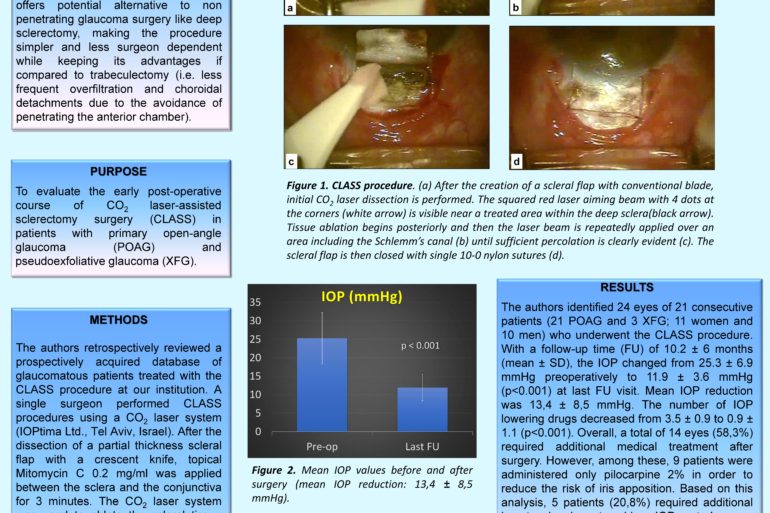 offers potential alternative to non
penetrating glaucoma surgery like deep
sclerectomy, making the procedure
simpler and less surgeon dependent
while keeping its advantages if
compared to trabeculectomy (i.e. less
frequent overfiltration and choroidal
detachments due to the avoidance of
penetrating the anterior chamber).
PURPOSE
To evaluate the early post-operative
course of CO2 laser-assisted
sclerectomy surgery (CLASS) in
patients with primary open-angle
glaucoma (POAG) and
pseudoexfoliative glaucoma (XFG).
METHODS
The authors retrospectively reviewed a
prospectively acquired database of
glaucomatous patients treated with the
CLASS procedure at our institution. A
single surgeon performed CLASS
procedures using a CO2 laser system
(IOPtima Ltd., Tel Aviv, Israel). After the
dissection of a partial thickness scleral
flap with a crescent knife, topical
Mitomycin C 0.2 mg/ml was applied
between the sclera and the conjunctiva
for 3 minutes. The CO2 laser system
a
b
c
d
Figure 1. CLASS procedure. (a) After the creation of a scleral flap with conventional blade,
initial CO2 laser dissection is performed. The squared red laser aiming beam with 4 dots at
the corners (white arrow) is visible near a treated area within the deep sclera(black arrow).
Tissue ablation begins posteriorly and then the laser beam is repeatedly applied over an
area including the Schlemm's canal (b) until sufficient percolation is clearly evident (c). The
scleral flap is then closed with single 10-0 nylon sutures (d).
IOP (mmHg)
35
30
25
20
15
10
5
0
p < 0.001
Pre-op
Last FU
Figure 2. Mean IOP values before and after
surgery (mean IOP reduction: 13,4 ± 8,5
mmHg).
RESULTS
The authors identified 24 eyes of 21 consecutive
patients (21 POAG and 3 XFG; 11 women and
10 men) who underwent the CLASS procedure.
With a follow-up time (FU) of 10.2 ± 6 months
(mean ± SD), the IOP changed from 25.3 ± 6.9
mmHg preoperatively to 11.9 ± 3.6 mmHg
(p<0.001) at last FU visit. Mean IOP reduction
was 13,4 ± 8,5 mmHg. The number of IOP
lowering drugs decreased from 3.5 ± 0.9 to 0.9 ±
1.1 (p<0.001). Overall, a total of 14 eyes (58,3%)
required additional medical treatment after
surgery. However, among these, 9 patients were
administered only pilocarpine 2% in order to
reduce the risk of iris apposition. Based on this
analysis, 5 patients (20,8%) required additional